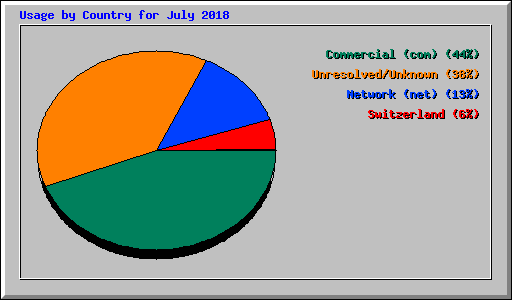 Usage by Country for July 2018
Commercial (com) (44%)
Unresolved/Unknown (38%)
Network (net) (13%)
Switzerland (6%)